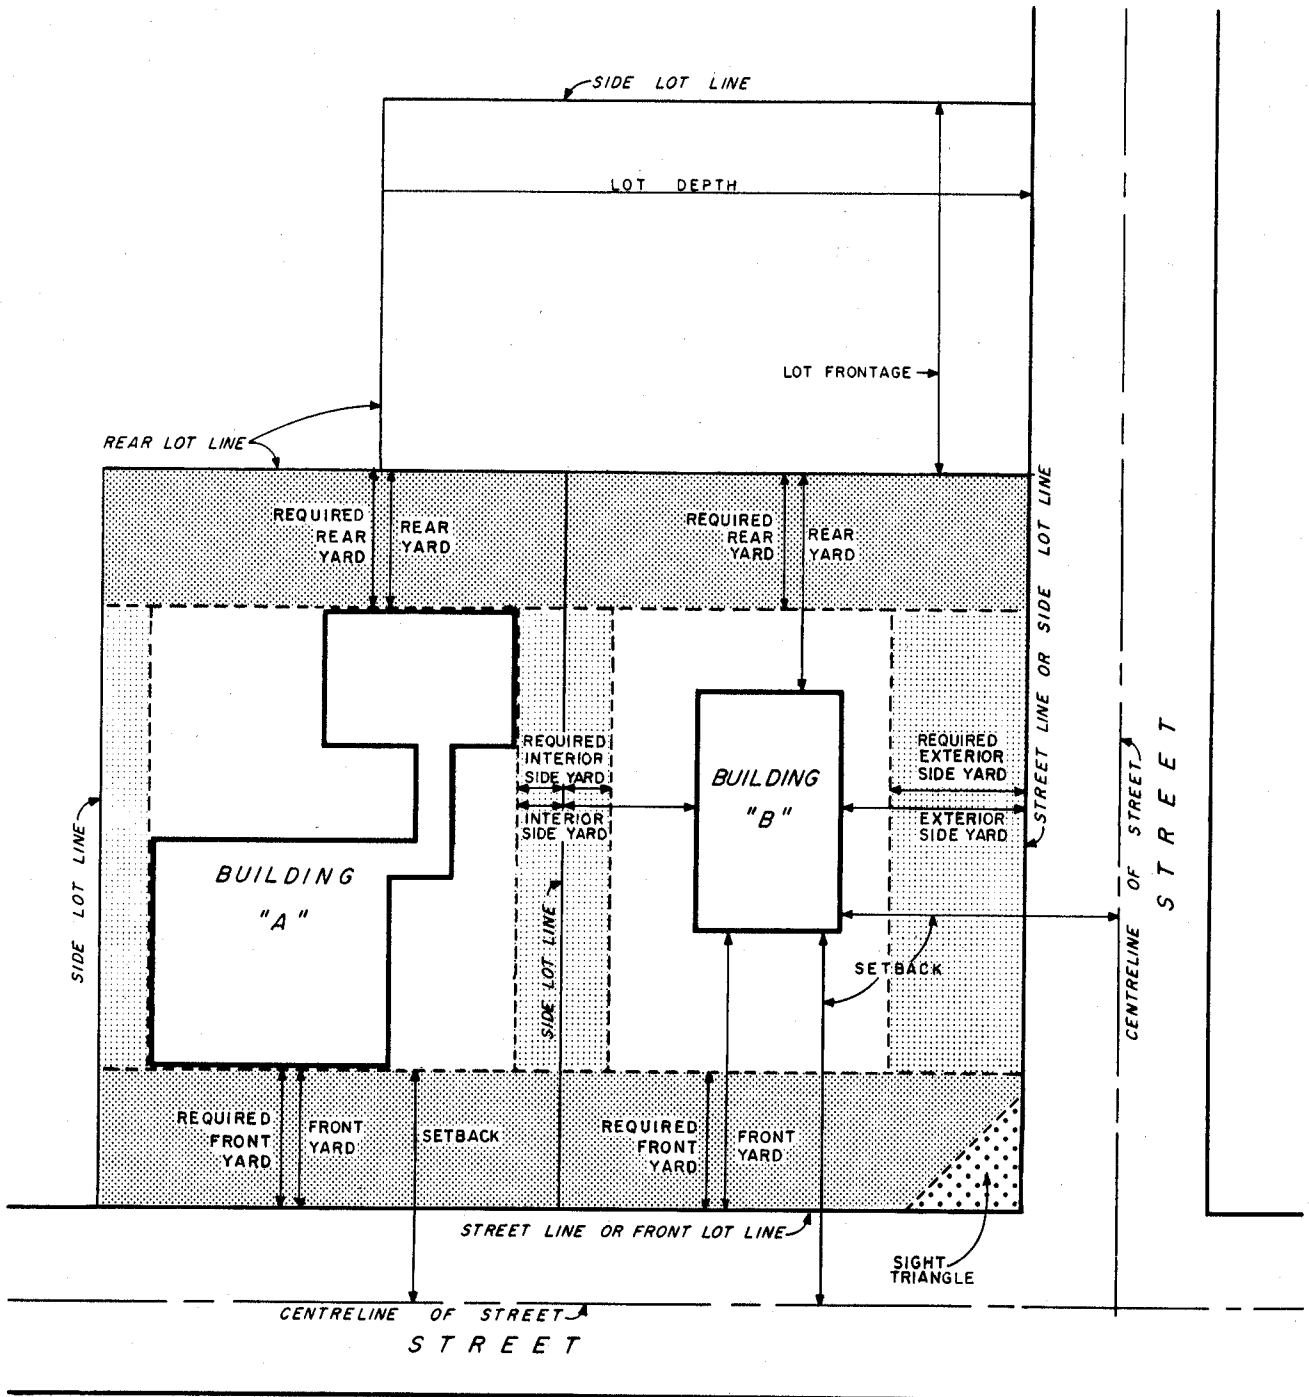 SIDE LOT LINE
LOT DEPTH
LOT FRONTAGE
REAR LOT LINE
REQUIRED
REAR
YARD
REAR
YARD
REQUIRED
REAR
YARD
REAR
YARD
STREET LINE OR SIDE LOT LINE
REQUIRED
INTERIOR
SIDE YARD
INTERIOR
SIDE YARD
BUILDING
"B"
REQUIRED
EXTERIOR
SIDE YARD
EXTERIOR
SIDE YARD
CENTRELINE OF STREET
STREET
SIDE LOT LINE
BUILDING
"A"
SIDE LOT LINE
SETBACK
REQUIRED
FRONT
YARD
FRONT
YARD
SETBACK
REQUIRED
FRONT
YARD
FRONT
YARD
STREET LINE OR FRONT LOT LINE
SIGHT
TRIANGLE
CENTRELINE OF STREET
STREET